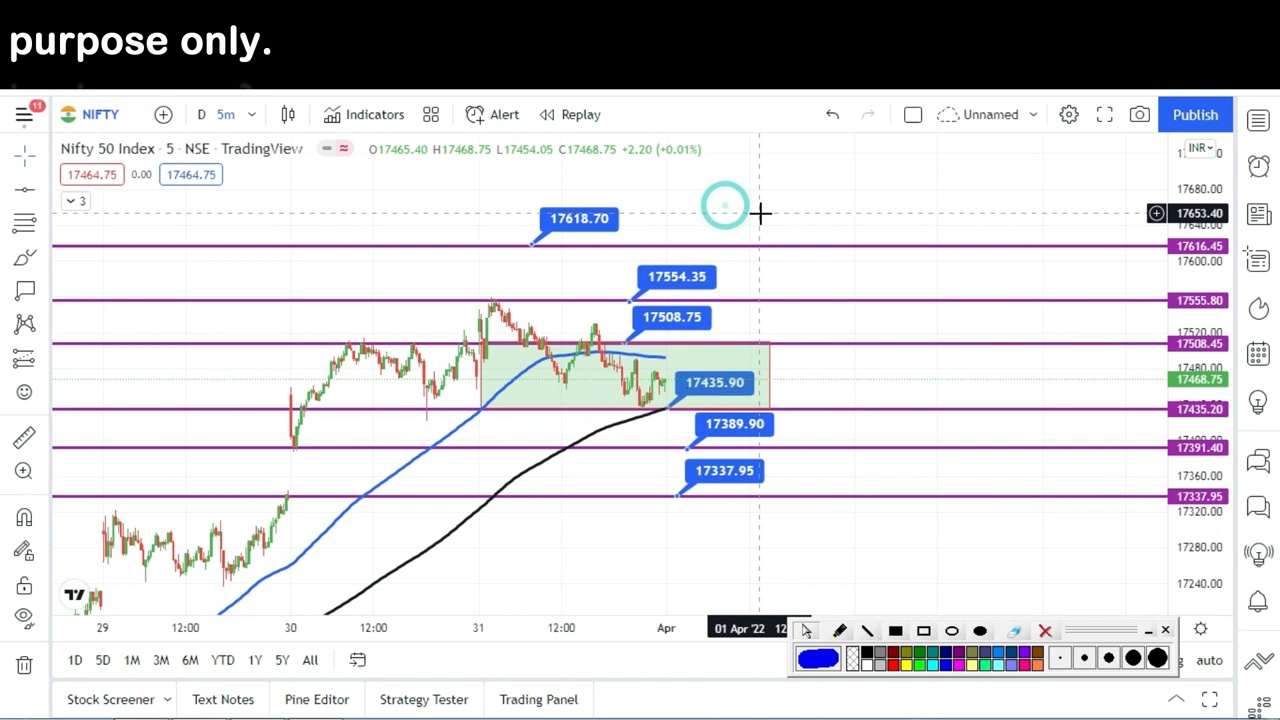 purpose only.
11
NIFTY
D 5m
Indicators
Alert
Replay
Unnamed
Publish
Nifty 50 Index · 5 · NSE · TradingView
O17465.40 H17468.75 L17454.05 C17468.75 +2.20 (+0.01%)
INR
17464.75 0.00 17464.75
3
17680.00
17653.40
17618.70
17616.45
17600.00
17554.35
17555.80
17508.75
17520.00
17508.45
17480.00
17468.75
17435.90
17435.20
17389.90
17391.40
17337.95
17360.00
17337.95
17320.00
17280.00
17240.00
29 12:00 30 12:00 31 12:00 Apr 01 Apr '22
1D 5D 1M 3M 6M YTD 1Y 5Y All
auto
Stock Screener Text Notes Pine Editor Strategy Tester Trading Panel